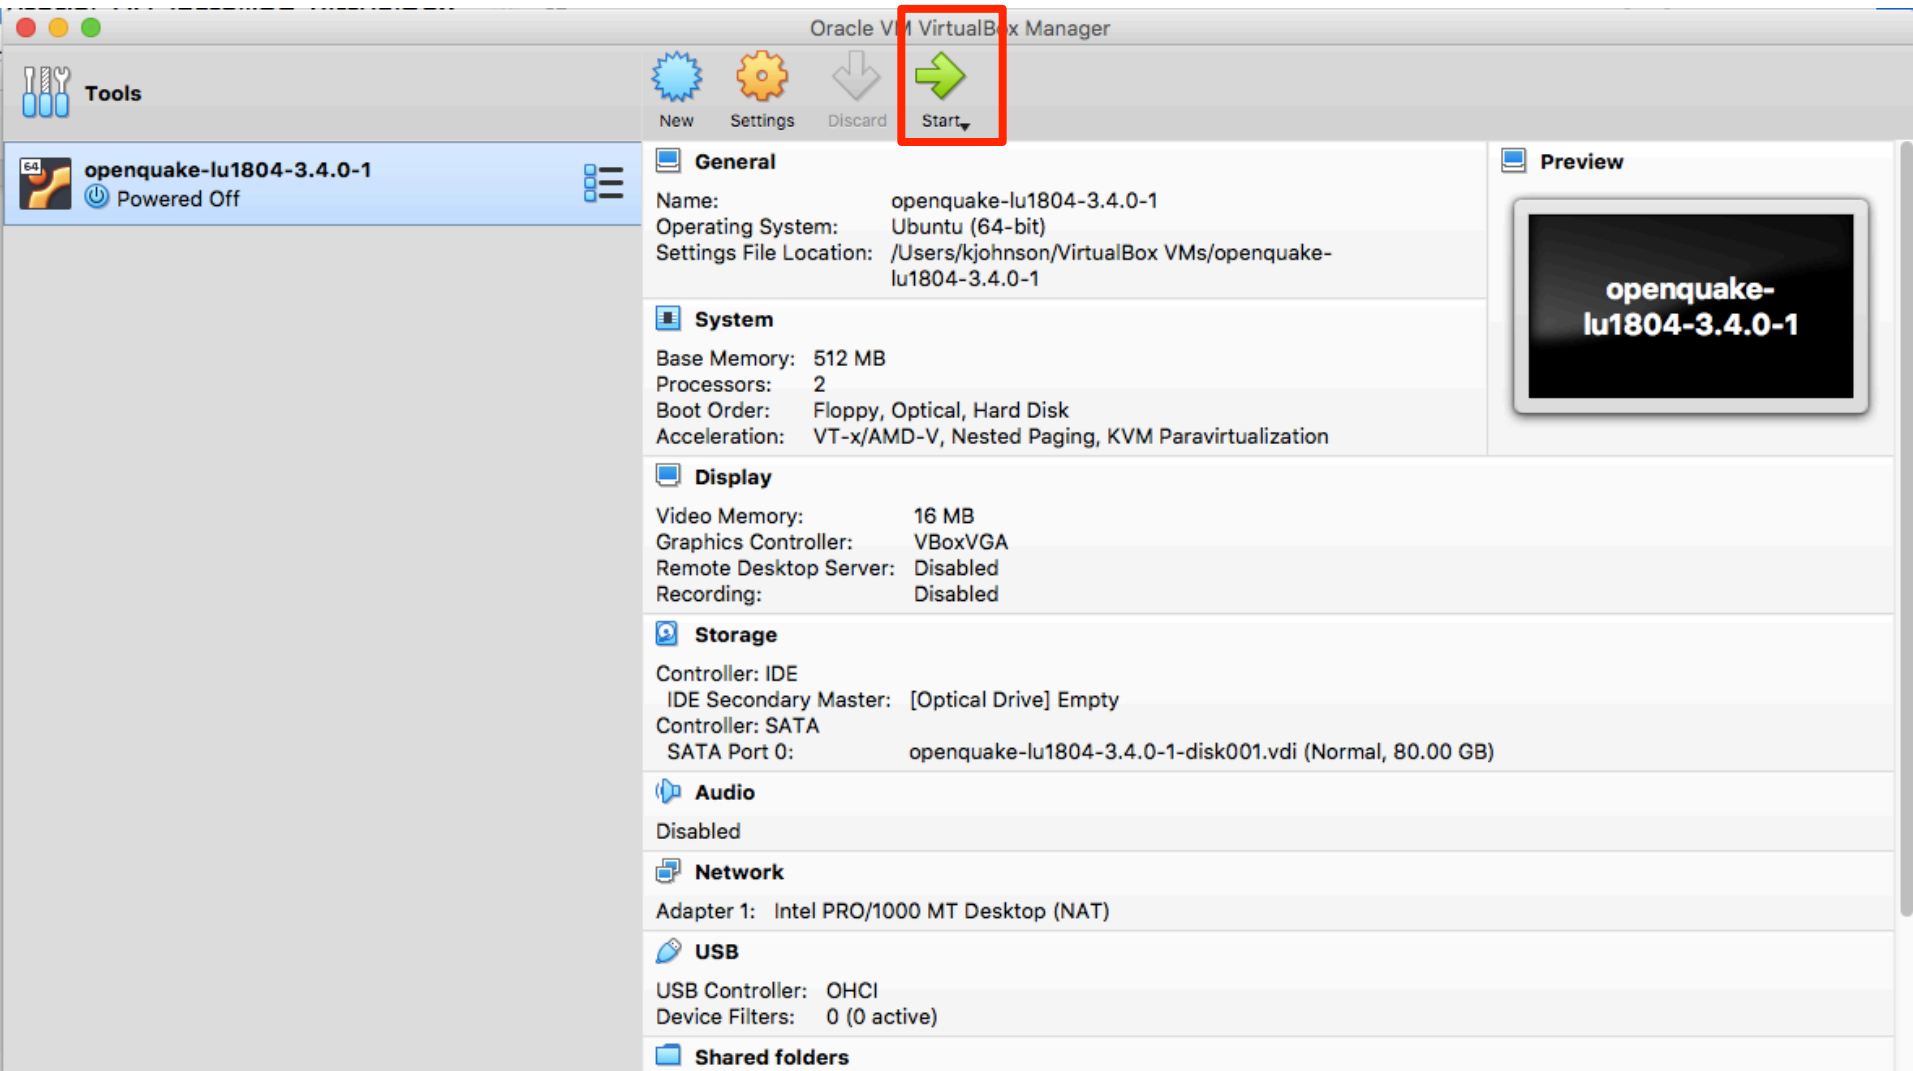 Oracle VM VirtualBox Manager
Tools
New
Settings
Discard
Start
64
openquake-lu1804-3.4.0-1
Powered Off
General
Name: openquake-lu1804-3.4.0-1
Operating System: Ubuntu (64-bit)
Settings File Location: /Users/kjohnson/VirtualBox VMs/openquake-
lu1804-3.4.0-1
Preview
openquake-
lu1804-3.4.0-1
System
Base Memory: 512 MB
Processors: 2
Boot Order: Floppy, Optical, Hard Disk
Acceleration: VT-x/AMD-V, Nested Paging, KVM Paravirtualization
Display
Video Memory: 16 MB
Graphics Controller: VBoxVGA
Remote Desktop Server: Disabled
Recording: Disabled
Storage
Controller: IDE
IDE Secondary Master: [Optical Drive] Empty
Controller: SATA
SATA Port 0: openquake-lu1804-3.4.0-1-disk001.vdi (Normal, 80.00 GB)
Audio
Disabled
Network
Adapter 1: Intel PRO/1000 MT Desktop (NAT)
USB
USB Controller: OHCI
Device Filters: 0 (0 active)
Shared folders